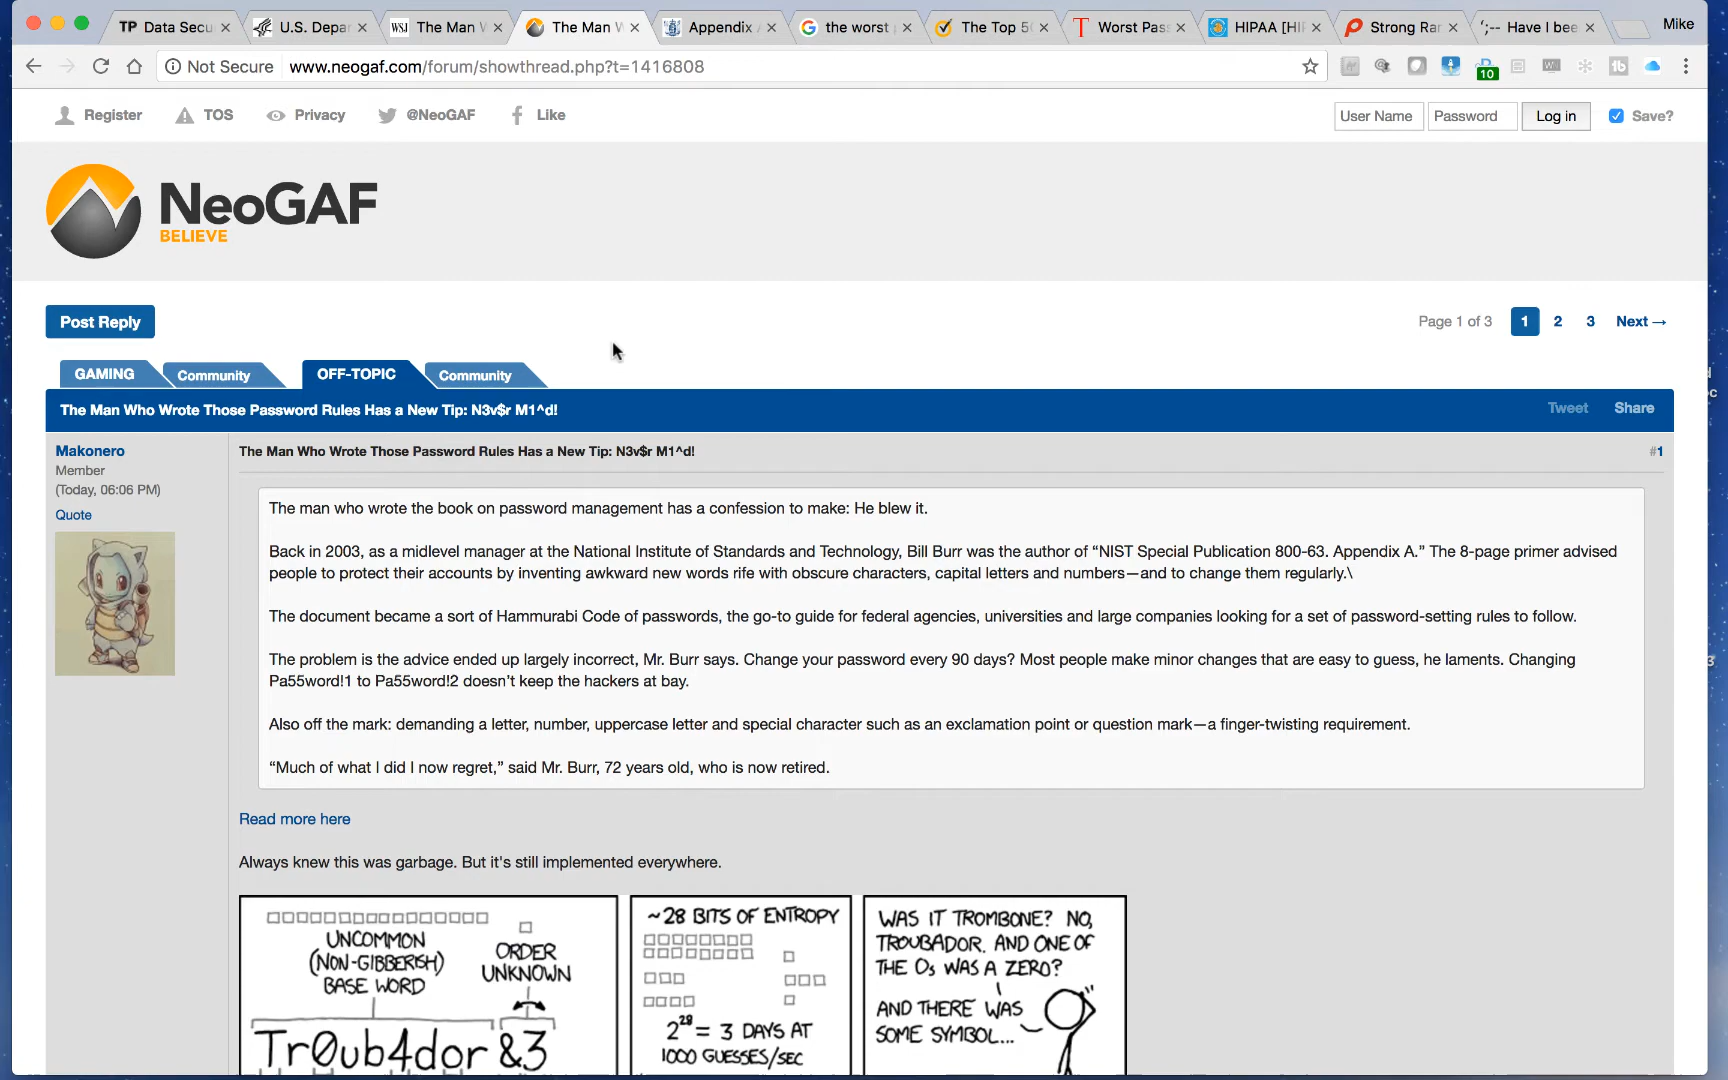 TP Data Secu
U.S. Depar
WSJ The Man W
The Man W
Appendix A
the worst p
The Top 50
T Worst Pass
HIPAA [HI
Strong Ran
';-- Have I bee
Mike
Not Secure www.neogaf.com/forum/showthread.php?t=1416808
10
Register TOS Privacy @NeoGAF Like
User Name Password Log in Save?
NeoGAF
BELIEVE
Post Reply
Page 1 of 3 1 2 3 Next →
GAMING Community OFF-TOPIC Community
The Man Who Wrote Those Password Rules Has a New Tip: N3v$r M1^d!
Tweet Share
Makonero
Member
(Today, 06:06 PM)
Quote
The Man Who Wrote Those Password Rules Has a New Tip: N3v$r M1^d!
#1
The man who wrote the book on password management has a confession to make: He blew it.
Back in 2003, as a midlevel manager at the National Institute of Standards and Technology, Bill Burr was the author of “NIST Special Publication 800-63. Appendix A.” The 8-page primer advised
people to protect their accounts by inventing awkward new words rife with obscure characters, capital letters and numbers—and to change them regularly.\
The document became a sort of Hammurabi Code of passwords, the go-to guide for federal agencies, universities and large companies looking for a set of password-setting rules to follow.
The problem is the advice ended up largely incorrect, Mr. Burr says. Change your password every 90 days? Most people make minor changes that are easy to guess, he laments. Changing
Pa55word!1 to Pa55word!2 doesn’t keep the hackers at bay.
Also off the mark: demanding a letter, number, uppercase letter and special character such as an exclamation point or question mark—a finger-twisting requirement.
“Much of what I did I now regret,” said Mr. Burr, 72 years old, who is now retired.
Read more here
Always knew this was garbage. But it's still implemented everywhere.
UNCOMMON
(NON-GIBBERISH)
BASE WORD
ORDER
UNKNOWN
Tr0ub4dor &3
~28 BITS OF ENTROPY
2^28 = 3 DAYS AT
1000 GUESSES/SEC
WAS IT TROMBONE? NO,
TROUBADOR. AND ONE OF
THE Os WAS A ZERO?
AND THERE WAS
SOME SYMBOL...